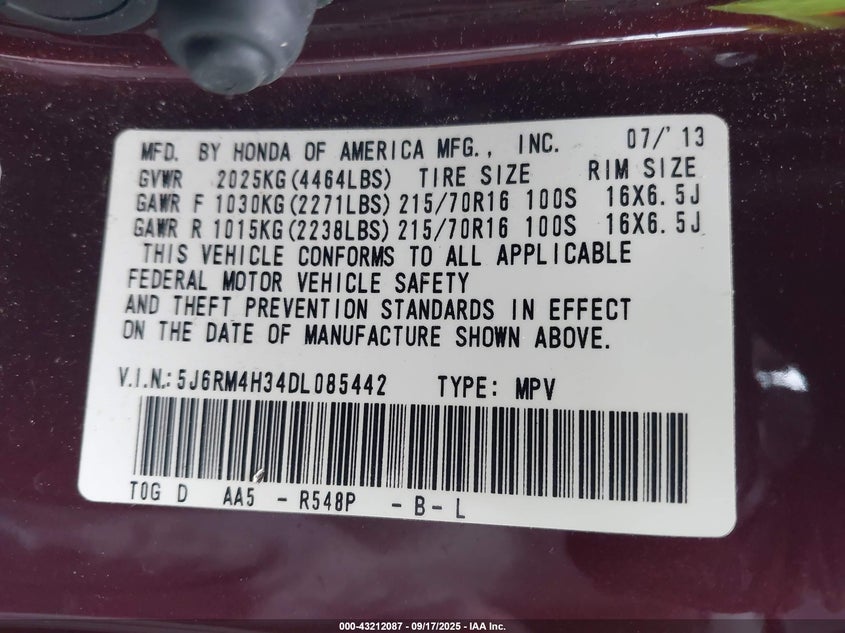 MFD. BY HONDA OF AMERICA MFG., INC. 07/'13
GVWR 2025KG(4464LBS) TIRE SIZE RIM SIZE
GAWR F 1030KG(2271LBS) 215/70R16 100S 16X6.5J
GAWR R 1015KG(2238LBS) 215/70R16 100S 16X6.5J
THIS VEHICLE CONFORMS TO ALL APPLICABLE
FEDERAL MOTOR VEHICLE SAFETY
AND THEFT PREVENTION STANDARDS IN EFFECT
ON THE DATE OF MANUFACTURE SHOWN ABOVE.
V.I.N.: 5J6RM4H34DL085442 TYPE: MPV
T0G D AA5 - R548P - B - L
000-43212087 - 09/17/2025 - IAA Inc.